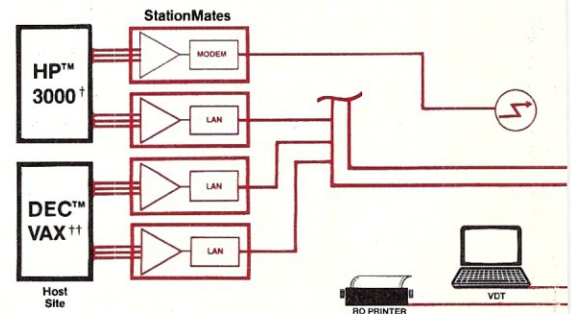 StationMates
HP™
3000†
MODEM
LAN
DEC™
VAX††
LAN
LAN
Host
Site
RO PRINTER
VDT